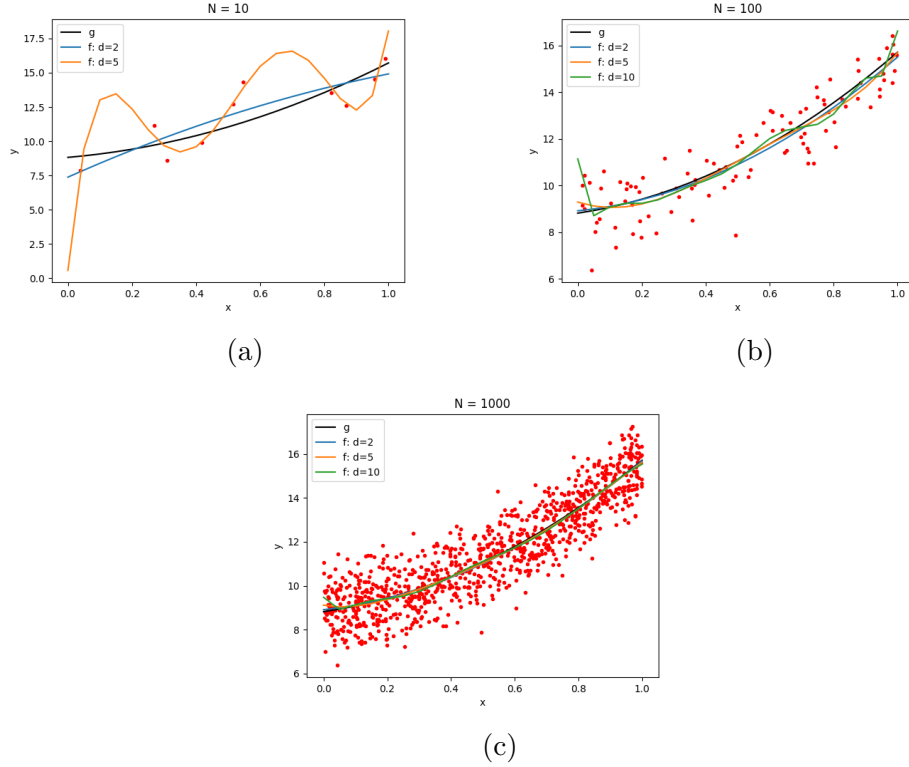 N = 10
g
f: d=2
f: d=5
17.5
15.0
12.5
10.0
7.5
5.0
2.5
0.0
y
0.0 0.2 0.4 0.6 0.8 1.0
x
(a)
N = 100
g
f: d=2
f: d=5
f: d=10
16
14
12
10
8
6
y
0.0 0.2 0.4 0.6 0.8 1.0
x
(b)
N = 1000
g
f: d=2
f: d=5
f: d=10
16
14
12
10
8
6
y
0.0 0.2 0.4 0.6 0.8 1.0
x
(c)